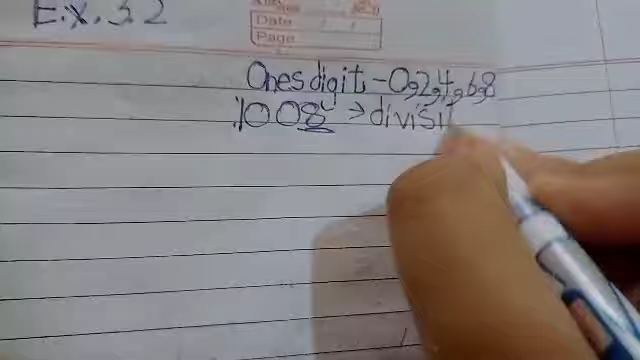 Ex. 3.2
Date
Page
Ones digit - 0,2,4,6,8
1008 → divisi